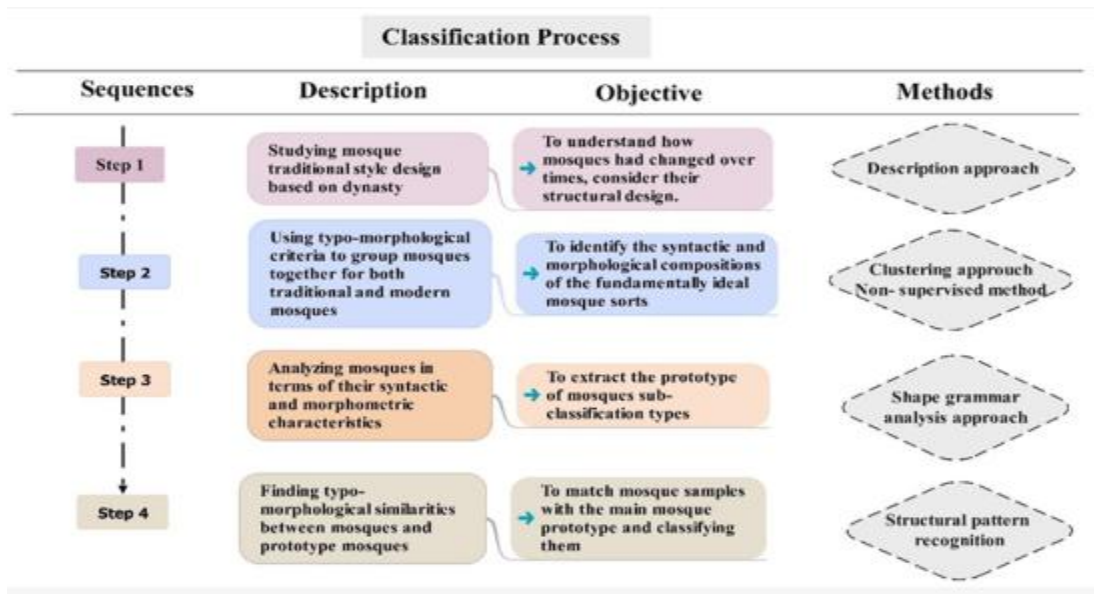 Classification Process
Sequences
Description
Objective
Methods
Step 1
Studying mosque
traditional style design
based on dynasty
To understand how
mosques had changed over
times, consider their
structural design.
Description approach
Step 2
Using typo-morphological
criteria to group mosques
together for both
traditional and modern
mosques
To identify the syntactic and
morphological compositions
of the fundamentally ideal
mosque sorts
Clustering approuch
Non- supervised method
Step 3
Analyzing mosques in
terms of their syntactic
and morphometric
characteristics
To extract the prototype
of mosques sub-
classification types
Shape grammar
analysis approach
Step 4
Finding typo-
morphological similarities
between mosques and
prototype mosques
To match mosque samples
with the main mosque
prototype and classifying
them
Structural pattern
recognition